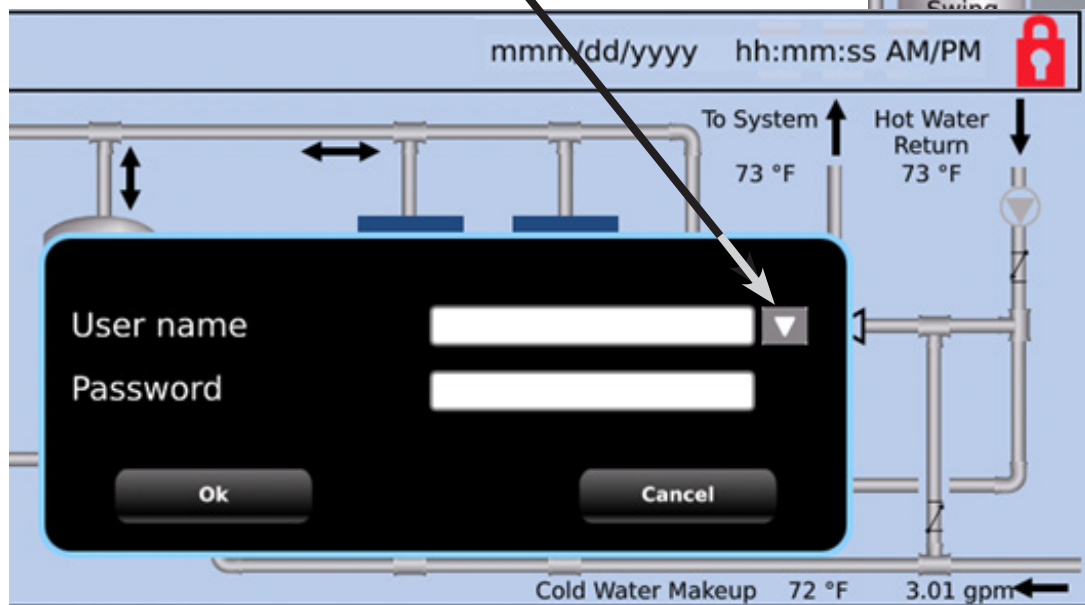 Swing
mmm/dd/yyyy hh:mm:ss AM/PM
To System
73 °F
Hot Water
Return
73 °F
User name
Password
Ok
Cancel
Cold Water Makeup 72 °F 3.01 gpm